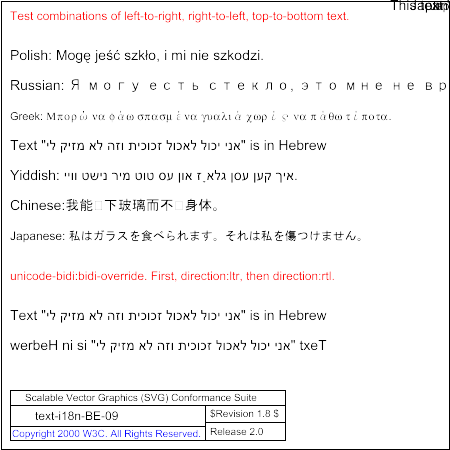 This
Test combinations of left-to-right, right-to-left, top-to-bottom text.
Polish: Mogę jeść szkło, i mi nie szkodzi.
Russian: Я могу есть стекло, это мне не вр
Greek: Μπορώ να φάω σπασμένα γυαλιά χωρίς να πάθω τίποτα.
Text "אני יכול לאכול זכוכית וזה לא מזיק לי" is in Hebrew
Yiddish: איך קען עסן גלאָז און עס טוט מיר נישט וויי.
Chinese:我能□下玻璃而不□身体。
Japanese: 私はガラスを食べられます。それは私を傷つけません。
unicode-bidi:bidi-override. First, direction:ltr, then direction:rtl.
Text "אני יכול לאכול זכוכית וזה לא מזיק לי" is in Hebrew
werbeH ni si "אני יכול לאכול זכוכית וזה לא מזיק לי" txeT
Scalable Vector Graphics (SVG) Conformance Suite
text-i18n-BE-09
$Revision 1.8 $
Copyright 2000 W3C. All Rights Reserved.
Release 2.0